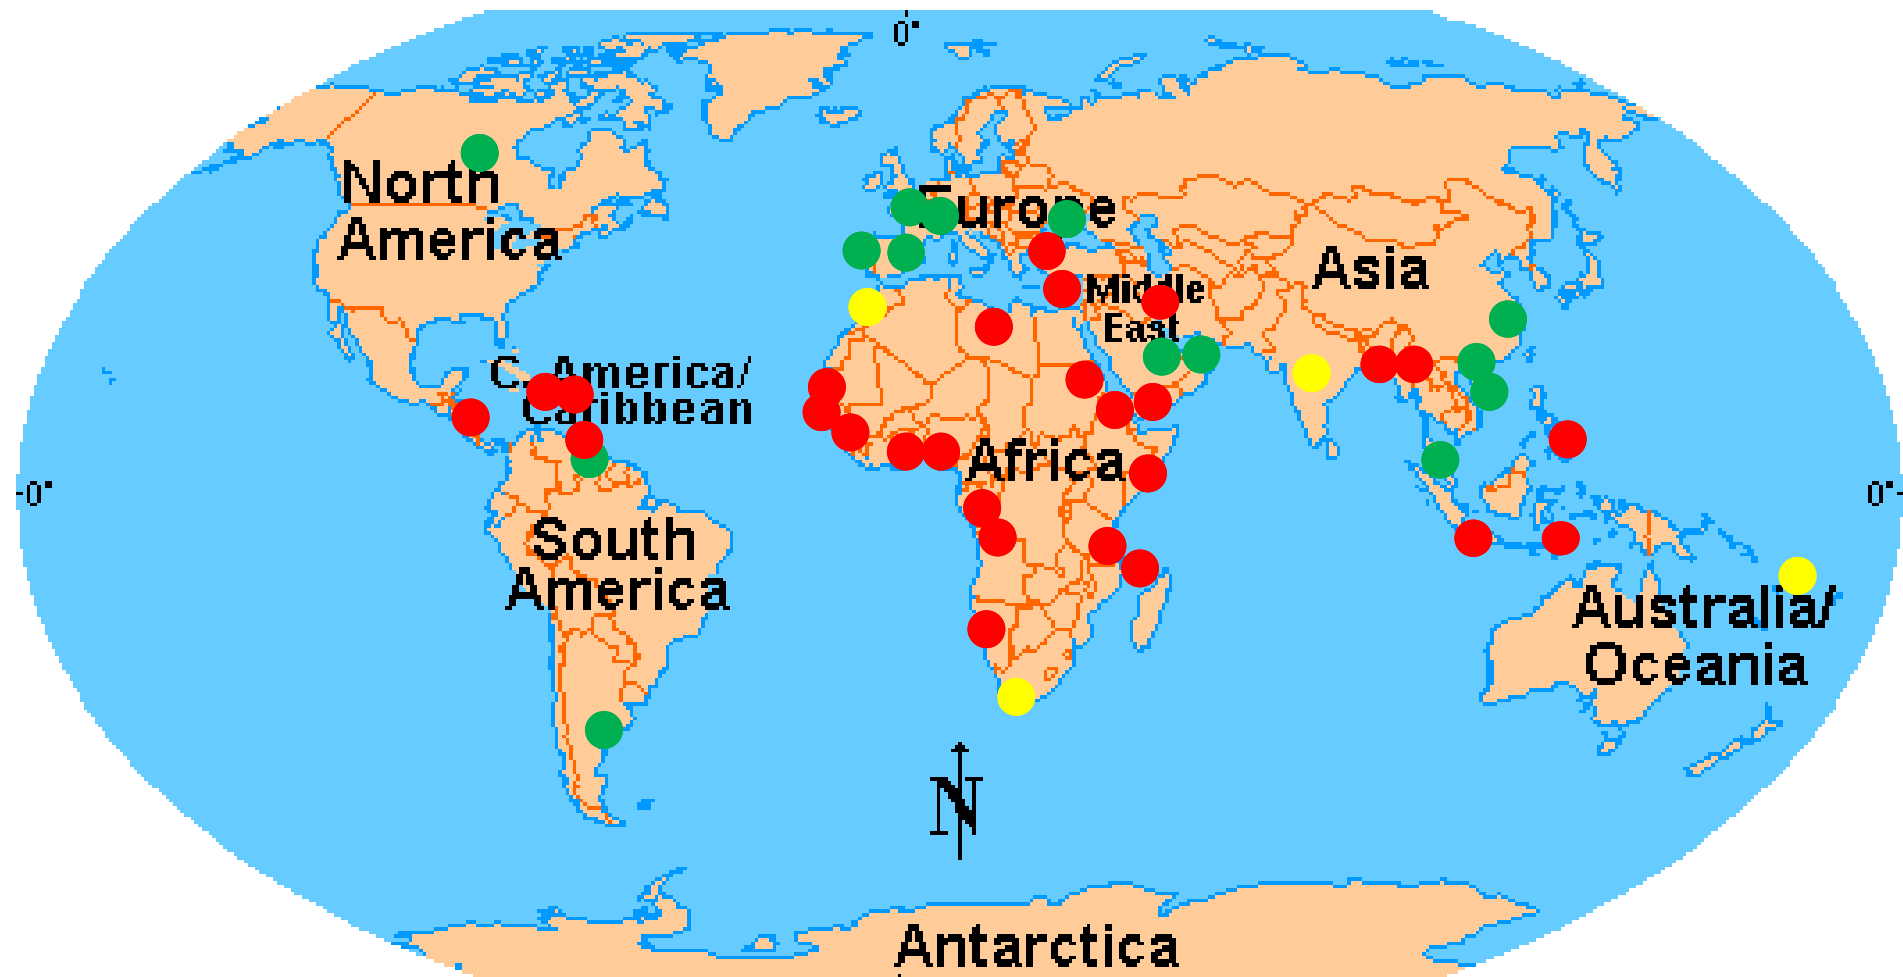 0°
North
America
Europe
Asia
Middle
East
C. America/
Caribbean
Africa
-0°
0°-
South
America
Australia/
Oceania
N
Antarctica